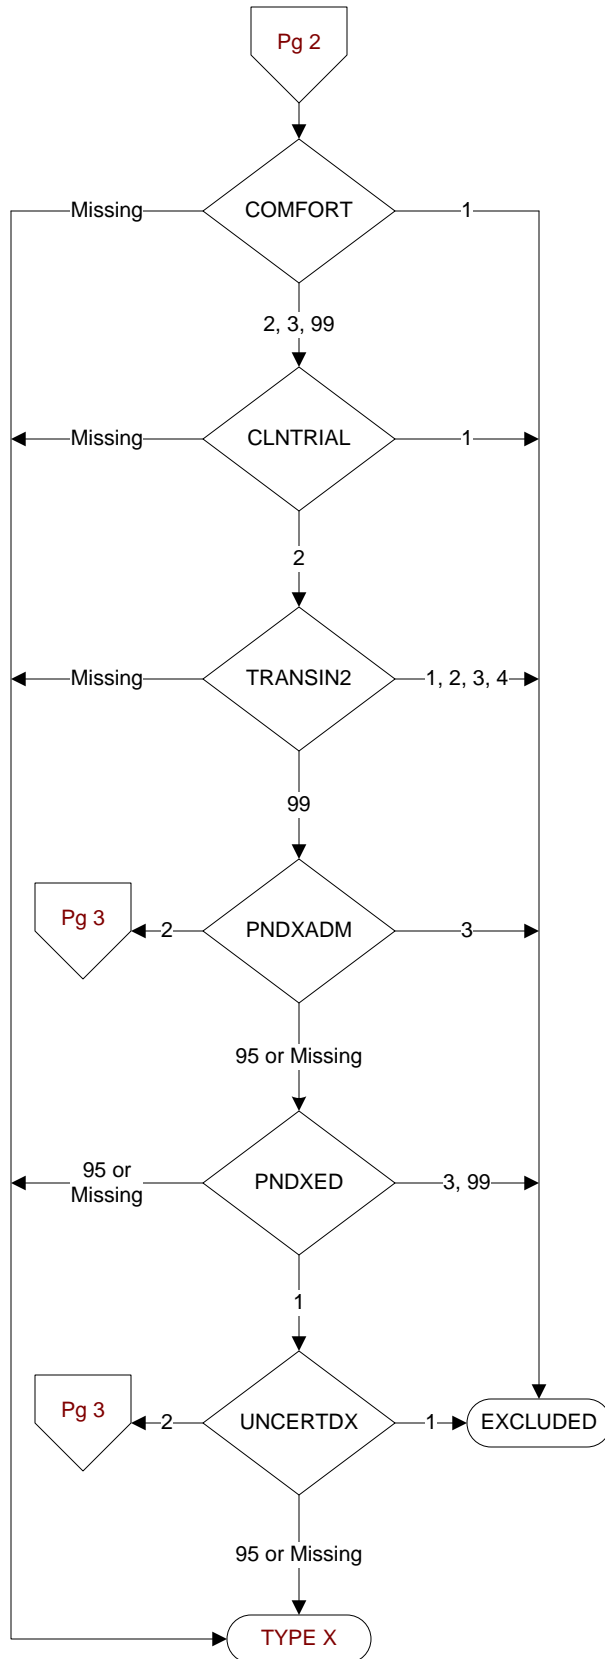 Pg 2
COMFORT
Missing
1
2, 3, 99
CLNTRIAL
Missing
1
2
TRANSIN2
Missing
1, 2, 3, 4
99
Pg 3
2
PNDXADM
3
95 or Missing
95 or
Missing
PNDXED
3, 99
1
Pg 3
2
UNCERTDX
1
EXCLUDED
95 or Missing
TYPE X